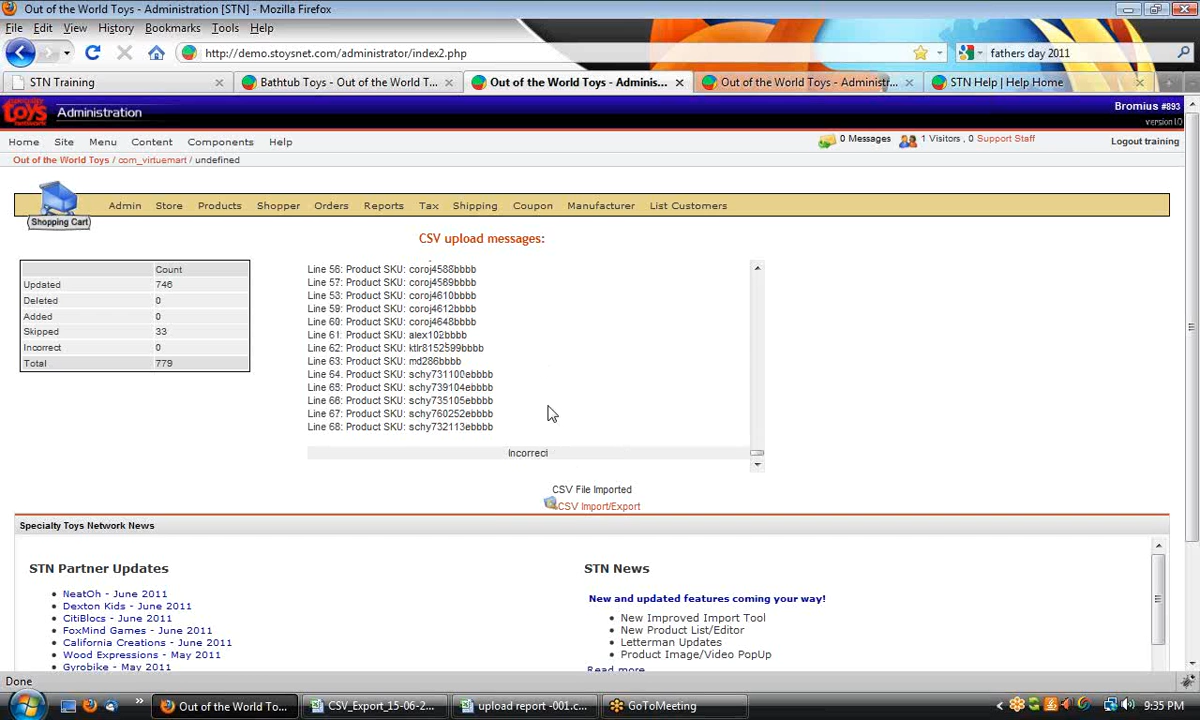 Out of the World Toys - Administration [STN] - Mozilla Firefox
File Edit View History Bookmarks Tools Help
http://demo.stoysnet.com/administrator/index2.php
fathers day 2011
STN Training
Bathtub Toys - Out of the World T...
Out of the World Toys - Adminis...
Out of the World Toys - Administr...
STN Help | Help Home
toys Administration
Bromius #893
version10
Home Site Menu Content Components Help
0 Messages 1 Visitors , 0 Support Staff
Logout training
Out of the World Toys / com_virtuemart / undefined
Shopping Cart
Admin Store Products Shopper Orders Reports Tax Shipping Coupon Manufacturer List Customers
CSV upload messages:
Count
Updated 746
Deleted 0
Added 0
Skipped 33
Incorrect 0
Total 779
Line 56: Product SKU: coroj4588bbbb
Line 57: Product SKU: coroj4589bbbb
Line 58: Product SKU: coroj4610bbbb
Line 59: Product SKU: coroj4612bbbb
Line 60: Product SKU: coroj4648bbbb
Line 61: Product SKU: alex102bbbb
Line 62: Product SKU: ktlr8152599bbbb
Line 63: Product SKU: md286bbbb
Line 64: Product SKU: schy731100ebbbb
Line 65: Product SKU: schy739104ebbbb
Line 66: Product SKU: schy735105ebbbb
Line 67: Product SKU: schy760252ebbbb
Line 68: Product SKU: schy732113ebbbb
Incorrect
CSV File Imported
CSV Import/Export
Specialty Toys Network News
STN Partner Updates
NeatOh - June 2011
Dexton Kids - June 2011
CitiBlocs - June 2011
FoxMind Games - June 2011
California Creations - June 2011
Wood Expressions - May 2011
Gyrobike - May 2011
STN News
New and updated features coming your way!
New Improved Import Tool
New Product List/Editor
Letterman Updates
Product Image/Video PopUp
Read more...
Done
Out of the World To...
CSV_Export_15-06-2...
upload report -001.c...
GoToMeeting
9:35 PM